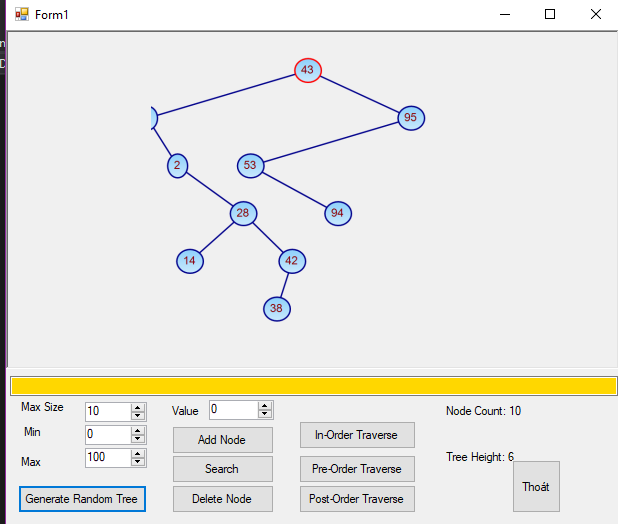 Form1
43
95
2
53
28
94
14
42
38
Max Size
10
Value
0
Node Count: 10
Min
0
Add Node
In-Order Traverse
Max
100
Search
Pre-Order Traverse
Tree Height: 6
Generate Random Tree
Delete Node
Post-Order Traverse
Thoát